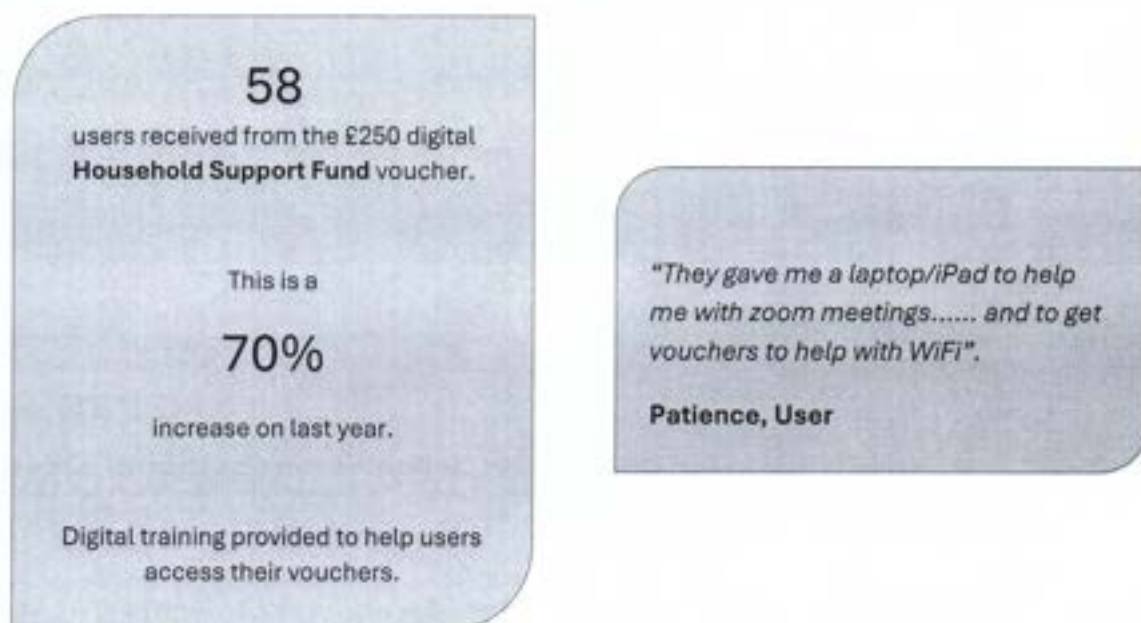 58
users received from the £250 digital
Household Support Fund voucher.
This is a
70%
increase on last year.
Digital training provided to help users
access their vouchers.
"They gave me a laptop/iPad to help
me with zoom meetings...... and to get
vouchers to help with WiFi".
Patience, User